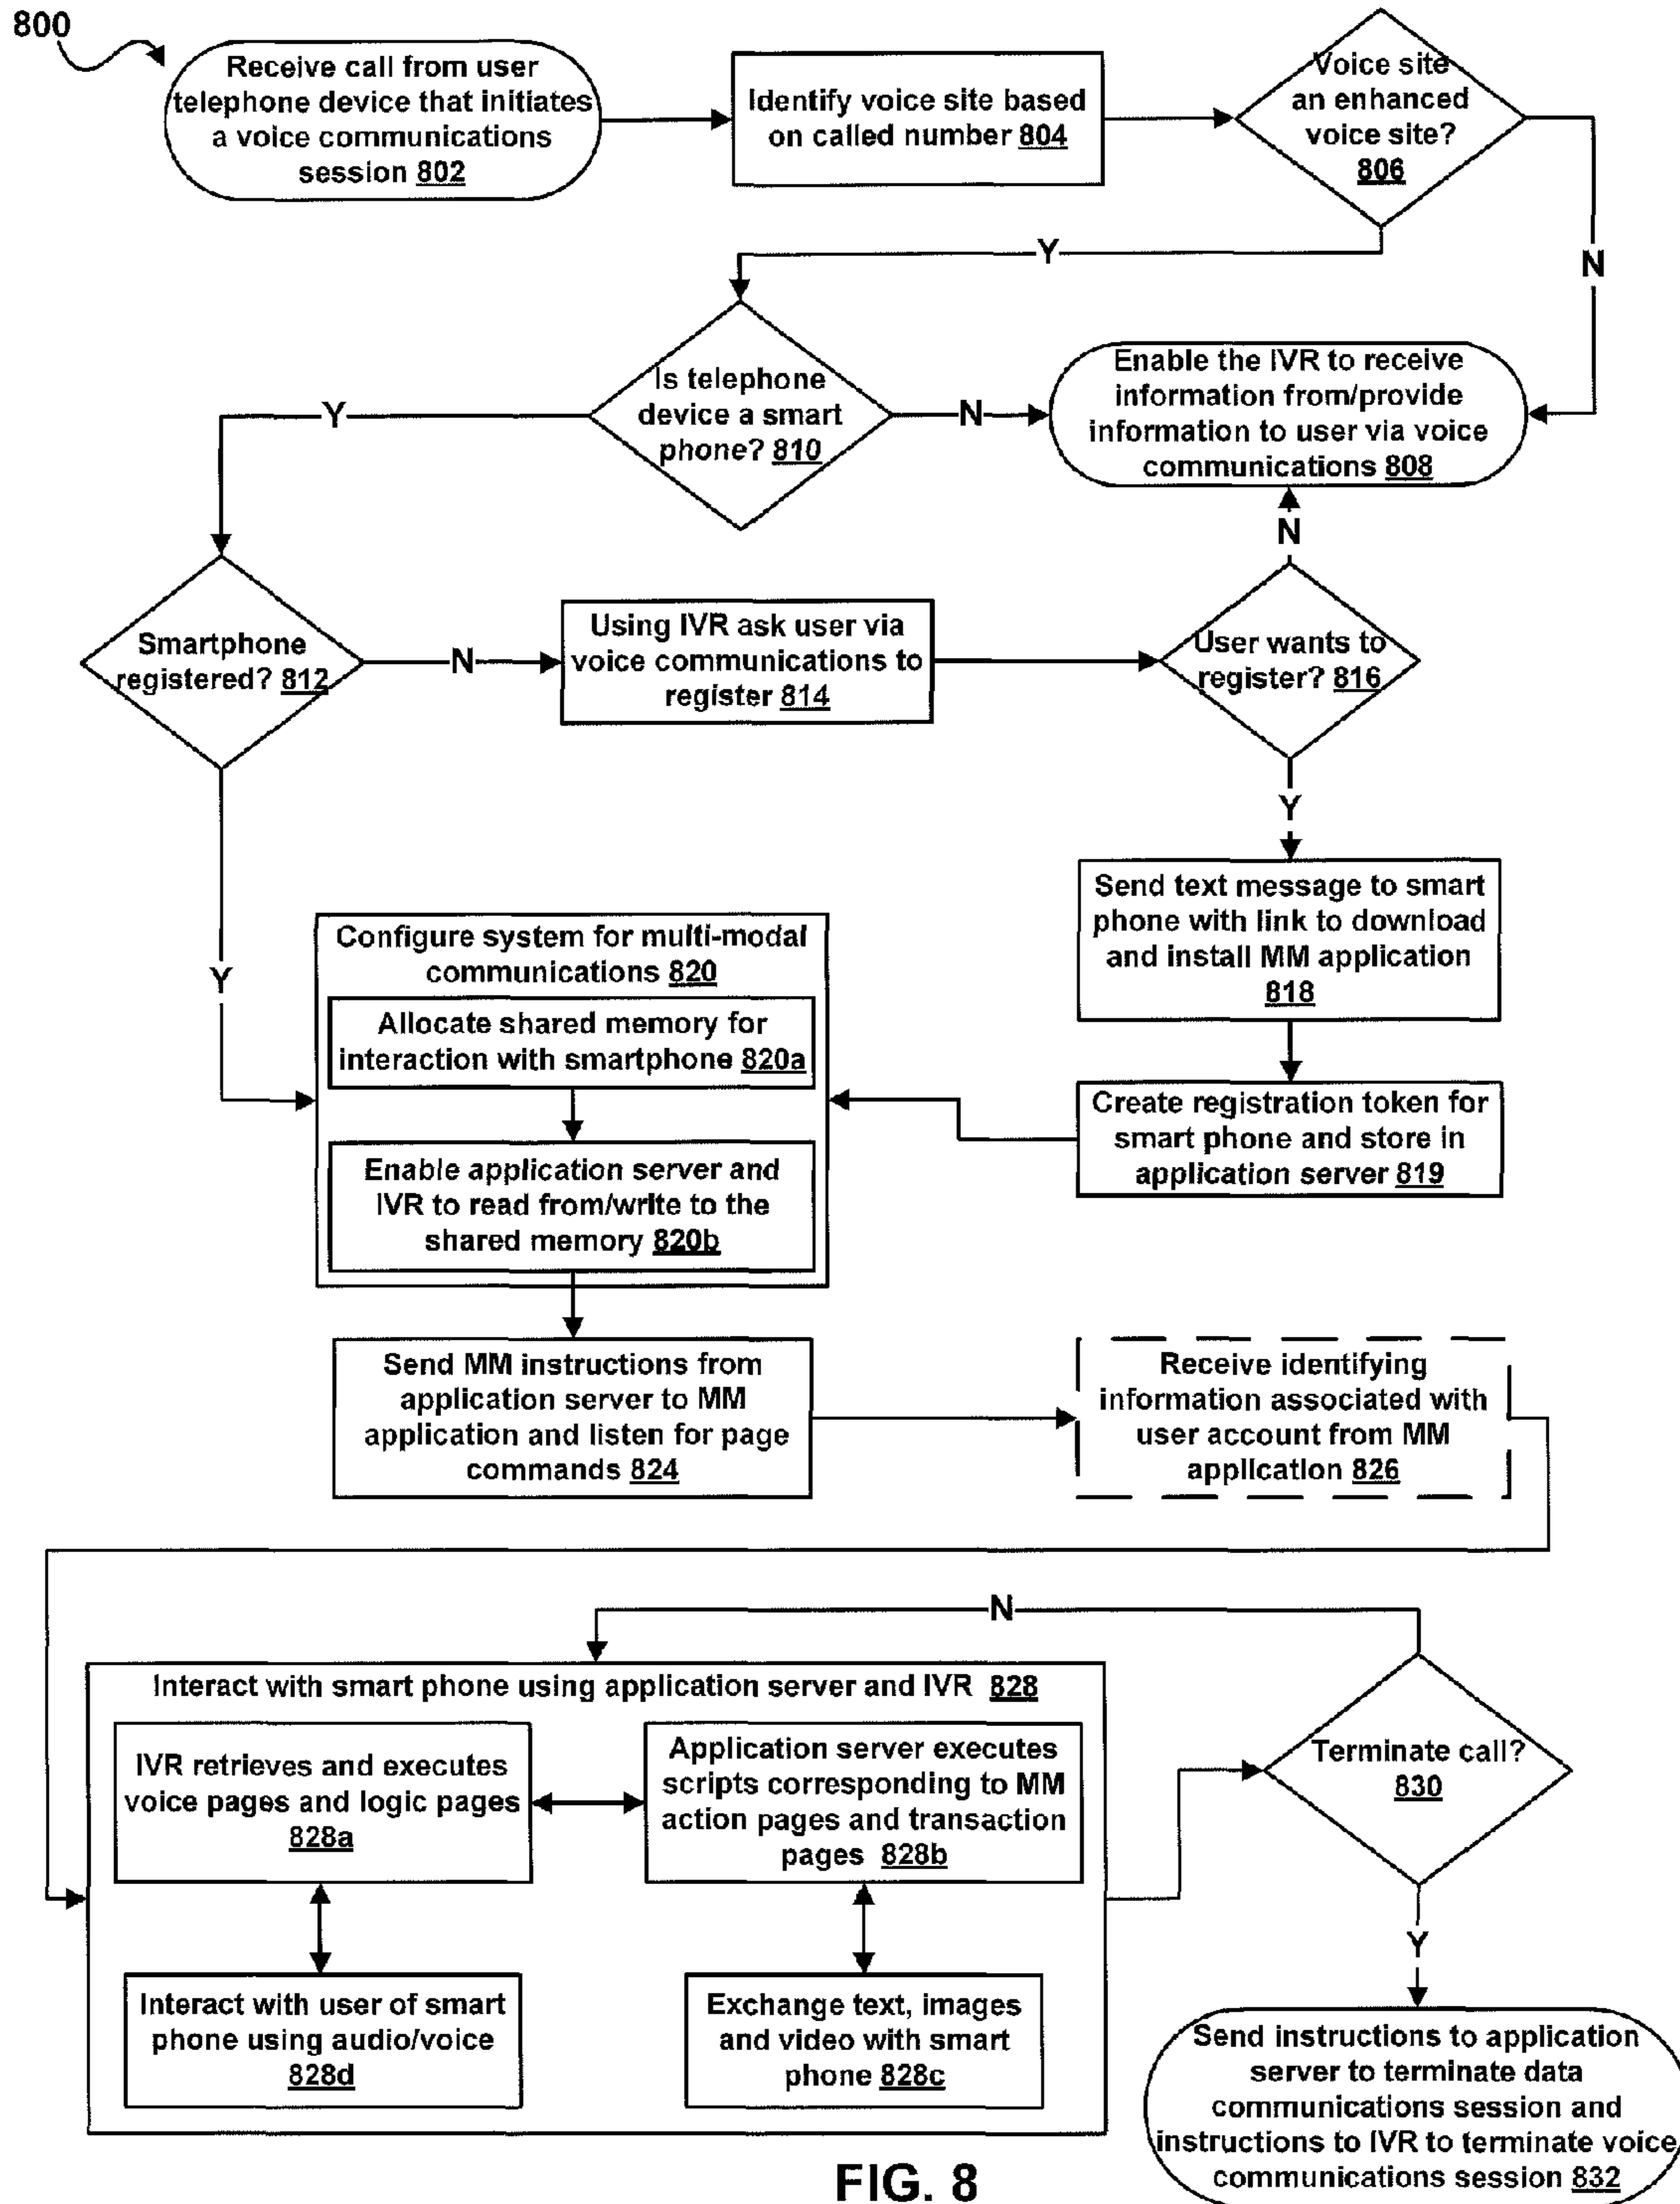 800
Receive call from user
telephone device that initiates
a voice communications
session 802
Identify voice site based
on called number 804
Voice site
an enhanced
voice site?
806
Y
N
Is telephone
device a smart
phone? 810
Y
N
Enable the IVR to receive
information from/provide
information to user via voice
communications 808
N
Smartphone
registered? 812
N
Using IVR ask user via
voice communications to
register 814
User wants to
register? 816
Y
Y
Send text message to smart
phone with link to download
and install MM application
818
Configure system for multi-modal
communications 820
Allocate shared memory for
interaction with smartphone 820a
Enable application server and
IVR to read from/write to the
shared memory 820b
Create registration token for
smart phone and store in
application server 819
Send MM instructions from
application server to MM
application and listen for page
commands 824
Receive identifying
information associated with
user account from MM
application 826
N
Interact with smart phone using application server and IVR 828
IVR retrieves and executes
voice pages and logic pages
828a
Application server executes
scripts corresponding to MM
action pages and transaction
pages 828b
Terminate call?
830
Y
Interact with user of smart
phone using audio/voice
828d
Exchange text, images
and video with smart
phone 828c
Send instructions to application
server to terminate data
communications session and
instructions to IVR to terminate voice
communications session 832
FIG. 8